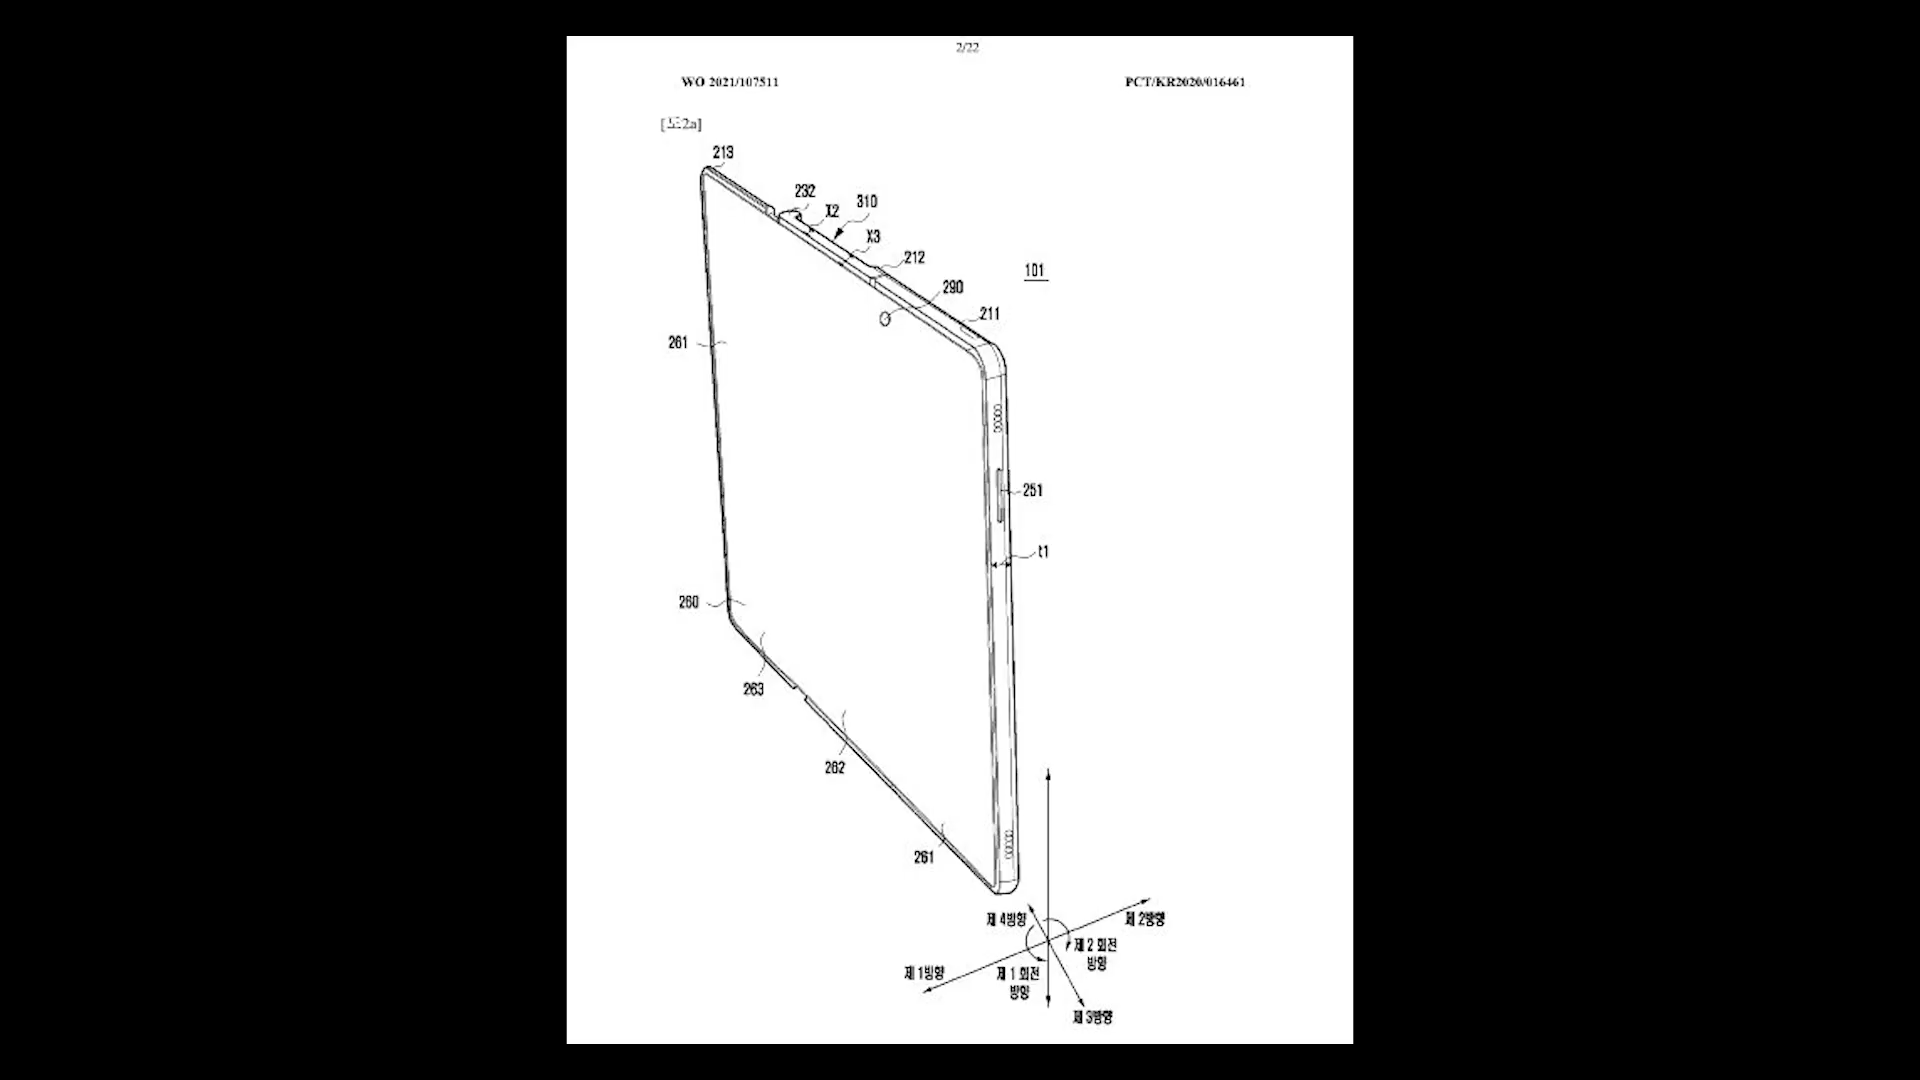 2/22
WO 2021/107511
PCT/KR2020/016461
[도2a]
213
232
X2
310
X3
212
101
290
211
261
251
t1
260
263
262
261
제 4방향
제 2방향
제 2 회전
방향
제 1방향
제 1 회전
방향
제 3방향